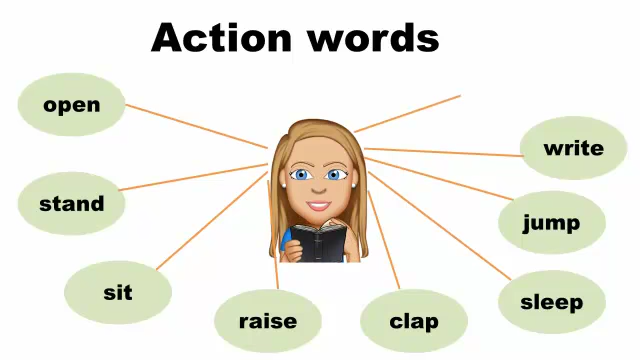 Action words
open
stand
sit
raise
clap
sleep
jump
write